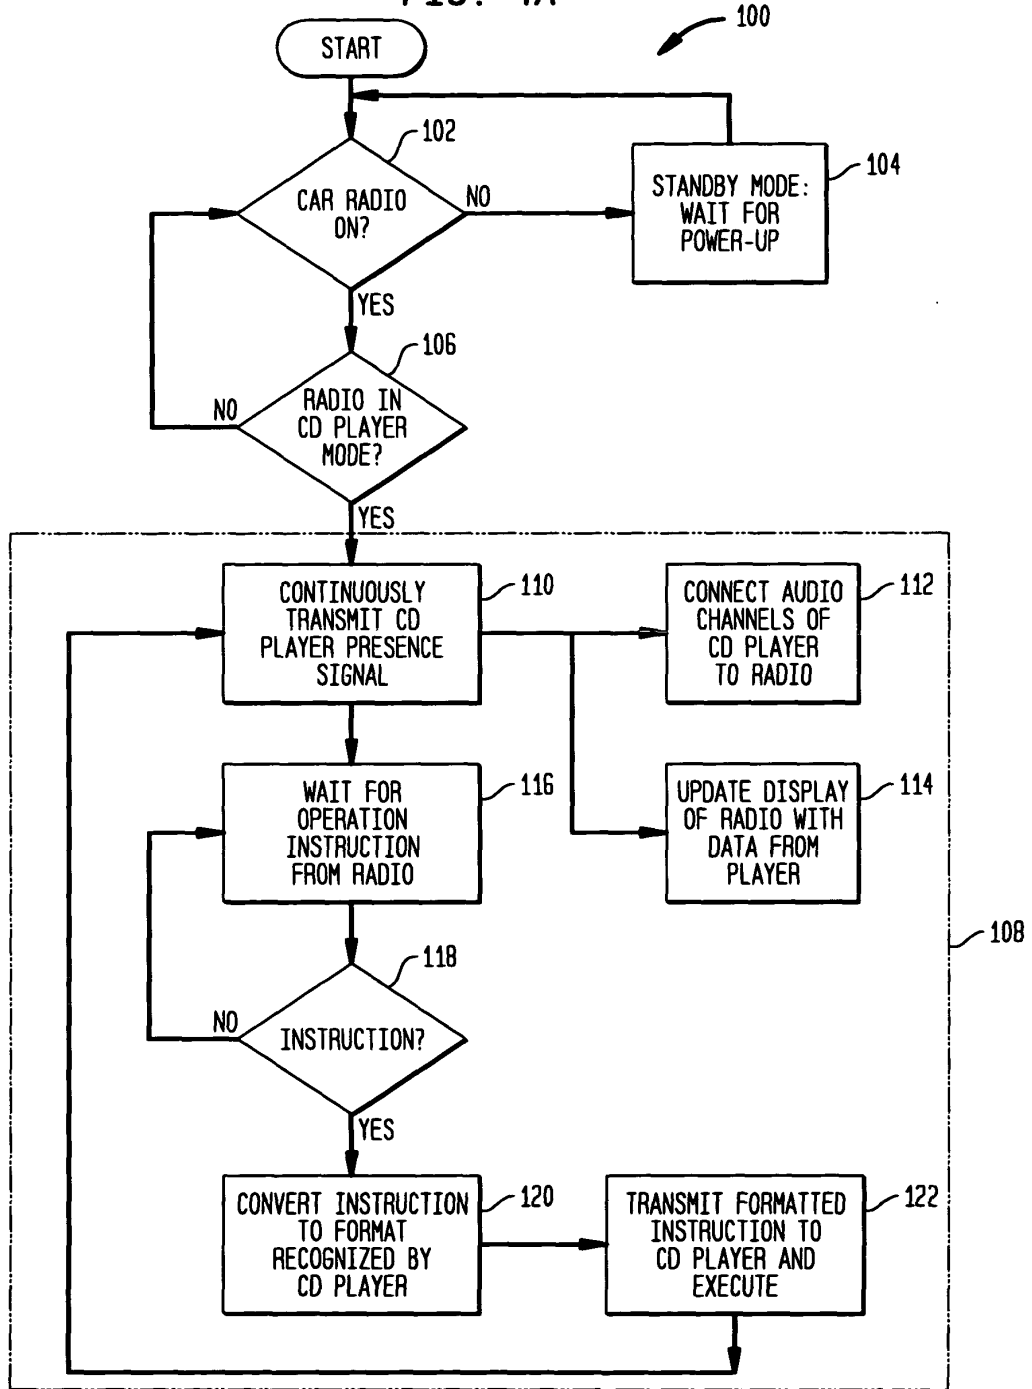 FIG. 4A
100
START
102
CAR RADIO
ON?
NO
104
STANDBY MODE:
WAIT FOR
POWER-UP
YES
106
RADIO IN
CD PLAYER
MODE?
NO
YES
110
CONTINUOUSLY
TRANSMIT CD
PLAYER PRESENCE
SIGNAL
112
CONNECT AUDIO
CHANNELS OF
CD PLAYER
TO RADIO
116
WAIT FOR
OPERATION
INSTRUCTION
FROM RADIO
114
UPDATE DISPLAY
OF RADIO WITH
DATA FROM
PLAYER
108
118
INSTRUCTION?
NO
YES
120
CONVERT INSTRUCTION
TO FORMAT
RECOGNIZED BY
CD PLAYER
122
TRANSMIT FORMATTED
INSTRUCTION TO
CD PLAYER AND
EXECUTE